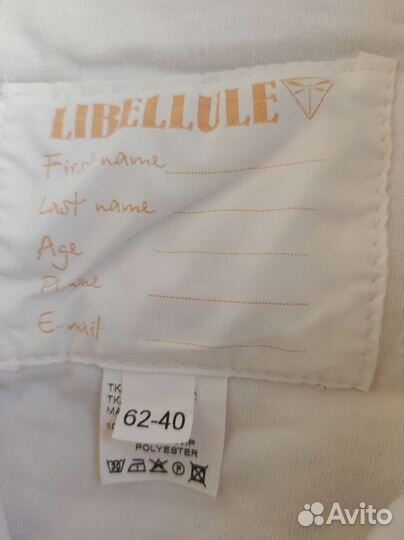 LIBELLULE
First name
Last name
Age
Phone
E-mail
62-40
POLYESTER
Avito